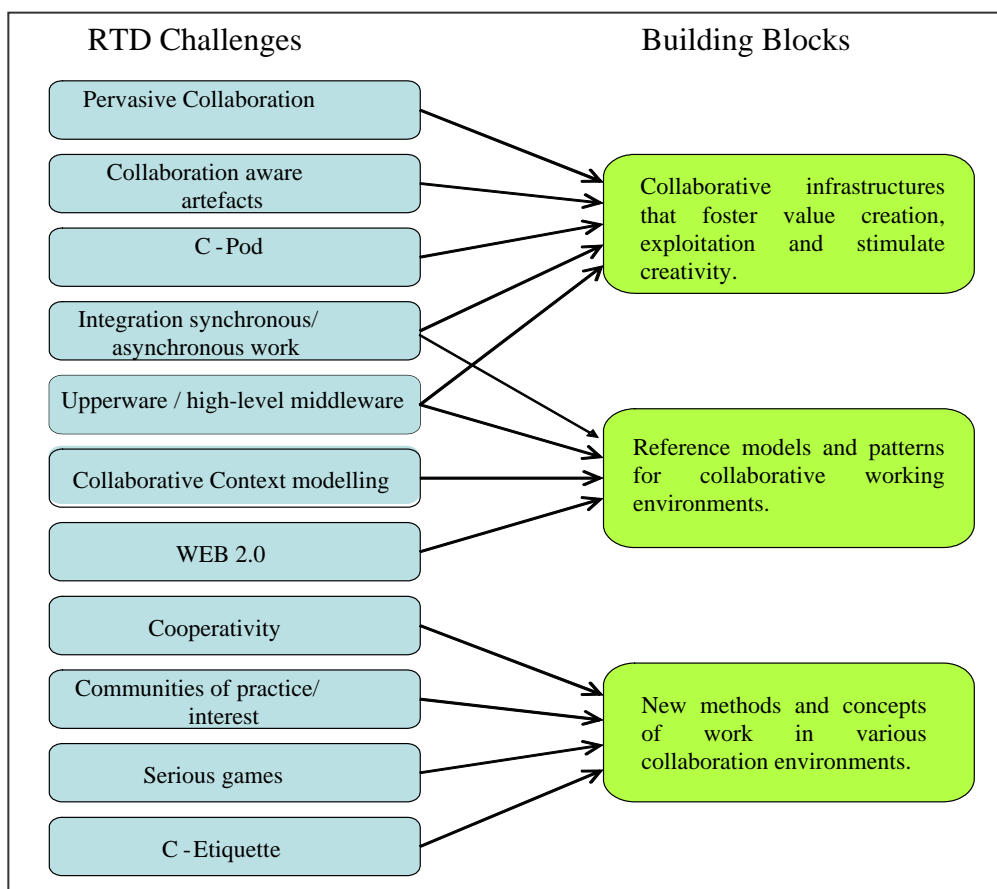 RTD Challenges
Building Blocks
Pervasive Collaboration
Collaboration aware
artefacts
C-Pod
Integration synchronous/
asynchronous work
Upperware / high-level middleware
Collaborative Context modelling
WEB 2.0
Cooperativity
Communities of practice/
interest
Serious games
C-Etiquette
Collaborative infrastructures
that foster value creation,
exploitation and stimulate
creativity.
Reference models and patterns
for collaborative working
environments.
New methods and concepts
of work in various
collaboration environments.